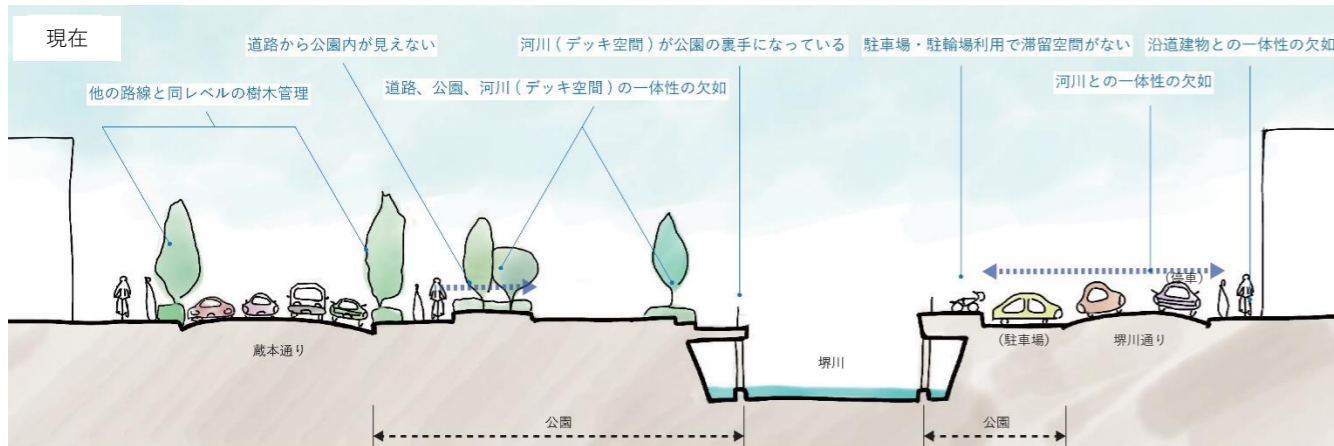 現在
道路から公園内が見えない
河川(デッキ空間)が公園の裏手になっている
駐車場・駐輪場利用で滞留空間がない
沿道建物との一体性の欠如
他の路線と同レベルの樹木管理
道路、公園、河川(デッキ空間)の一体性の欠如
河川との一体性の欠如
(停車)
蔵本通り
堺川
(駐車場)
堺川通り
公園
公園